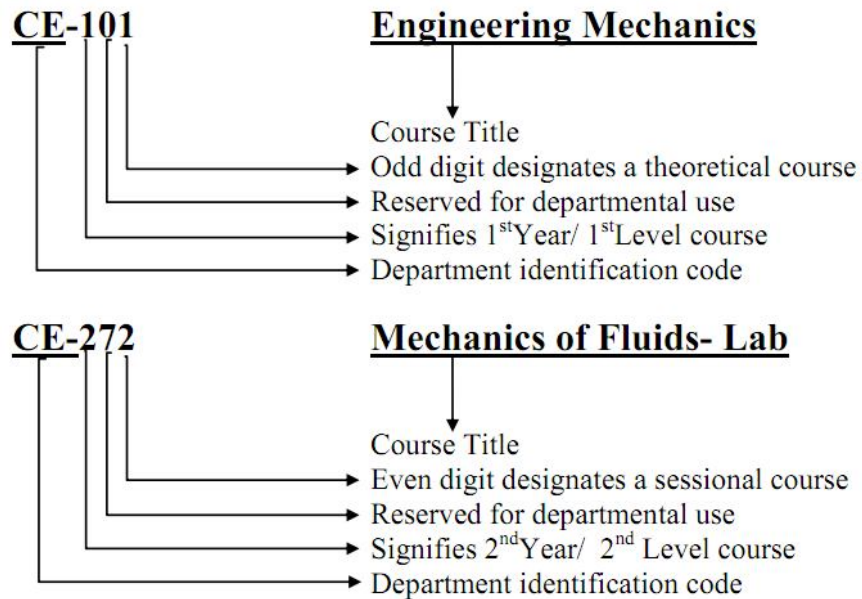 CE-101 Engineering Mechanics
Course Title
Odd digit designates a theoretical course
Reserved for departmental use
Signifies 1stYear/ 1stLevel course
Department identification code
CE-272 Mechanics of Fluids- Lab
Course Title
Even digit designates a sessional course
Reserved for departmental use
Signifies 2ndYear/ 2nd Level course
Department identification code